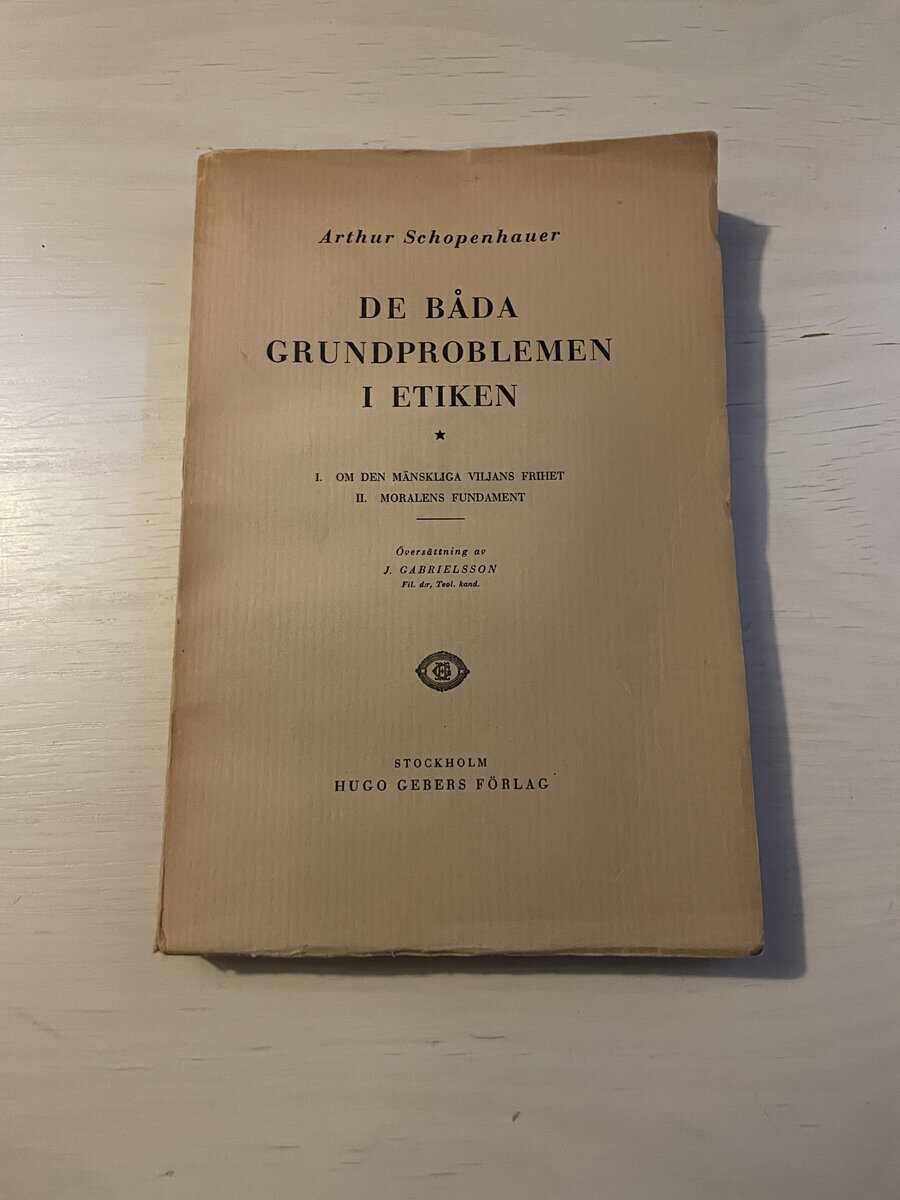 Arthur Schopenhauer
DE BÅDA
GRUNDPROBLEMEN
I ETIKEN
★
I. OM DEN MÄNSKLIGA VILJANS FRIHET
II. MORALENS FUNDAMENT
Översättning av
J. GABRIELSSON
Fil. d:r, Teol. kand.
STOCKHOLM
HUGO GEBERS FÖRLAG